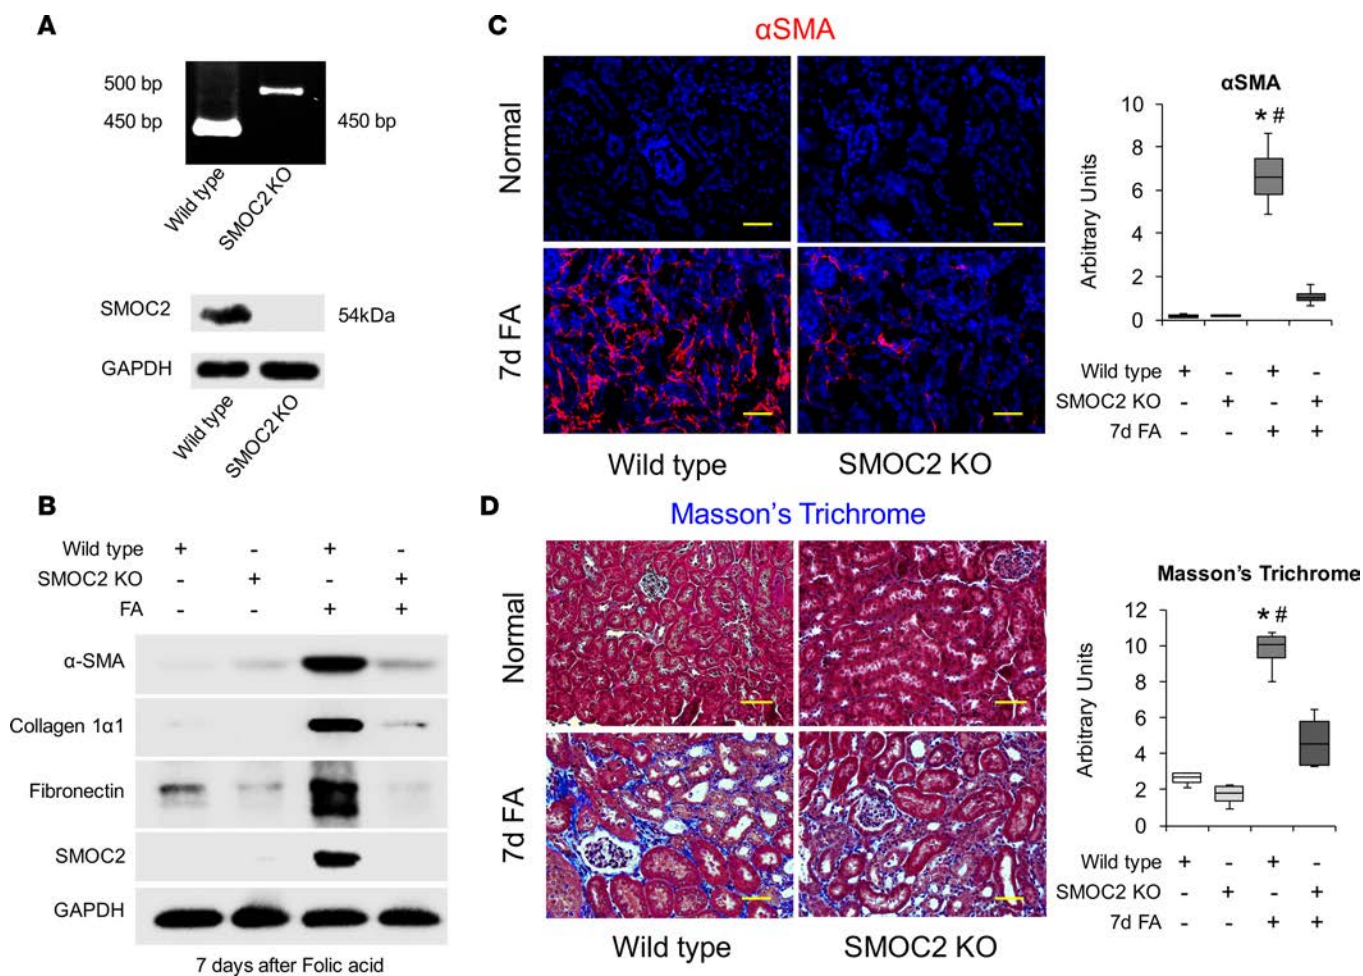 A
500 bp
450 bp
450 bp
Wild type
SMOC2 KO
SMOC2
54kDa
GAPDH
Wild type
SMOC2 KO
B
Wild type + - + -
SMOC2 KO - + - +
FA - - + +
α-SMA
Collagen 1α1
Fibronectin
SMOC2
GAPDH
7 days after Folic acid
C
αSMA
Normal
7d FA
Wild type
SMOC2 KO
αSMA
Arbitrary Units
10
8
6
4
2
0
* #
Wild type + - + -
SMOC2 KO - + - +
7d FA - - + +
D
Masson's Trichrome
Normal
7d FA
Wild type
SMOC2 KO
Masson's Trichrome
Arbitrary Units
12
10
8
6
4
2
0
* #
Wild type + - + -
SMOC2 KO - + - +
7d FA - - + +